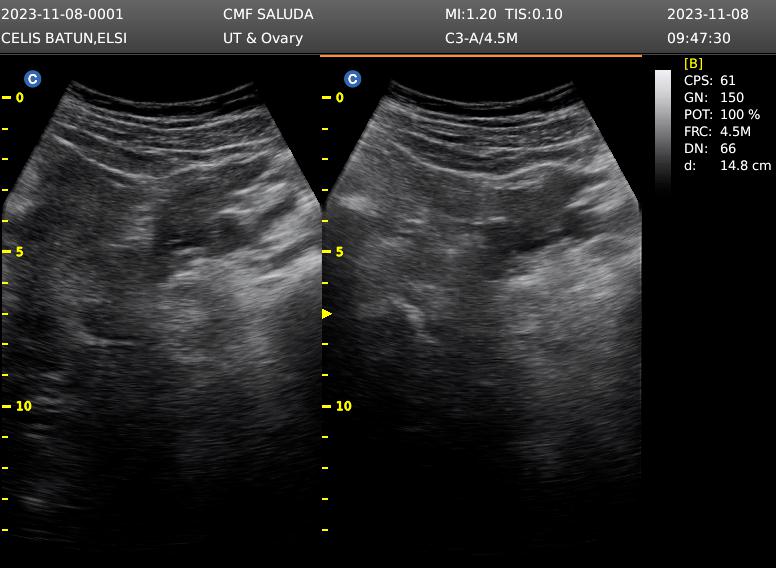 2023-11-08-0001 CMF SALUDA MI:1.20 TIS:0.10 2023-11-08
CELIS BATUN,ELSI UT & Ovary C3-A/4.5M 09:47:30
[B]
CPS: 61
GN: 150
POT: 100 %
FRC: 4.5M
DN: 66
d: 14.8 cm
C C
0 0
5 5
10 10